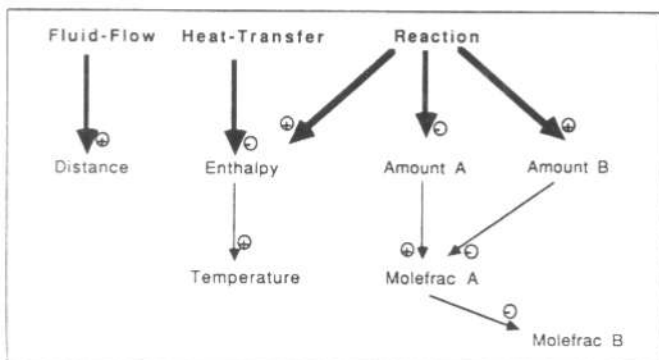 Fluid-Flow Heat-Transfer Reaction
+ - + - +
Distance Enthalpy Amount A Amount B
+ + -
Temperature Molefrac A
-
Molefrac B